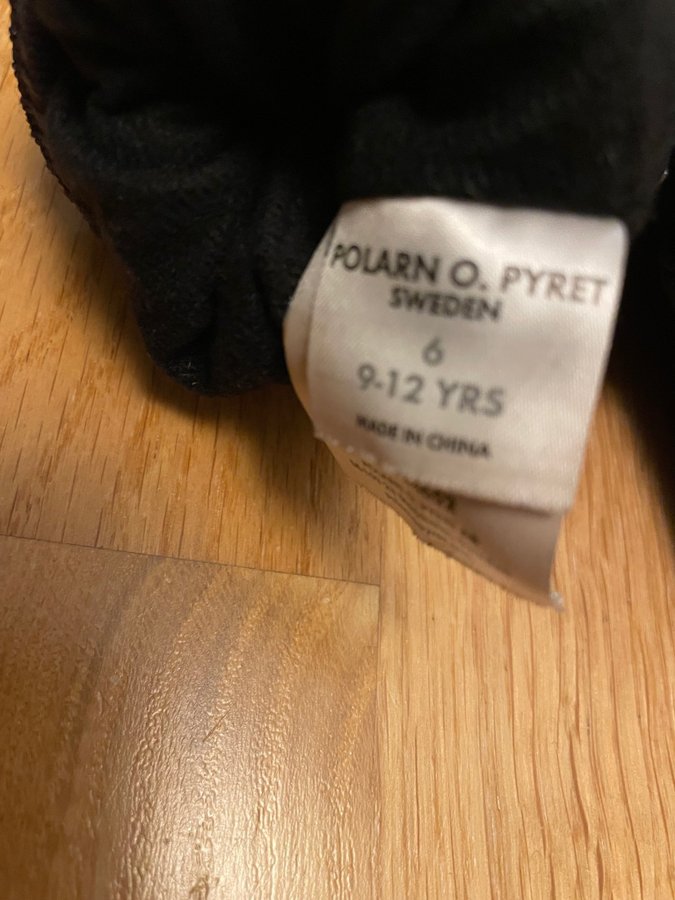 POLARN O. PYRET
SWEDEN
6
9-12 YRS
MADE IN CHINA